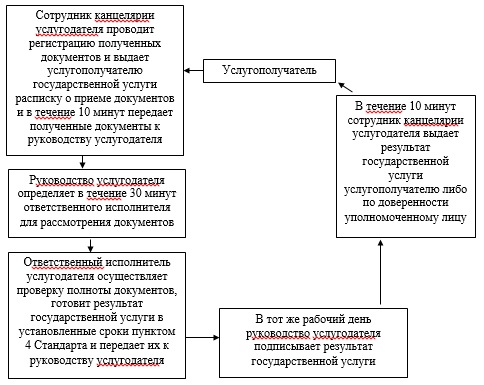 Сотрудник канцелярии
услугодателя проводит
регистрацию полученных
документов и выдает
услугополучателю
государственной услуги
расписку о приеме документов
и в течение 10 минут передает
полученные документы к
руководству услугодателя
Услугополучатель
Руководство услугодателя
определяет в течение 30 минут
ответственного исполнителя
для рассмотрения документов
Ответственный исполнитель
услугодателя осуществляет
проверку полноты документов,
готовит результат
государственной услуги в
установленные сроки пунктом
4 Стандарта и передает их к
руководству услугодателя
В тот же рабочий день
руководство услугодателя
подписывает результат
государственной услуги
В течение 10 минут
сотрудник канцелярии
услугодателя выдает
результат
государственной
услуги
услугополучателю либо
по доверенности
уполномоченному лицу